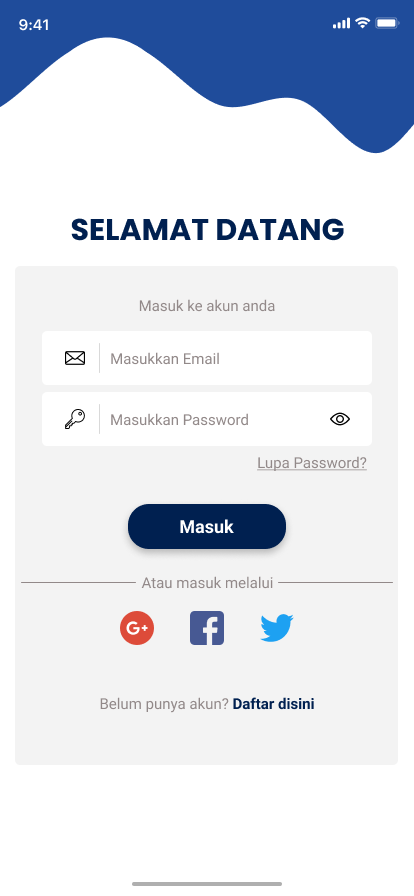 9:41
SELAMAT DATANG
Masuk ke akun anda
Masukkan Email
Masukkan Password
Lupa Password?
Masuk
Atau masuk melalui
G+ f
Belum punya akun? Daftar disini